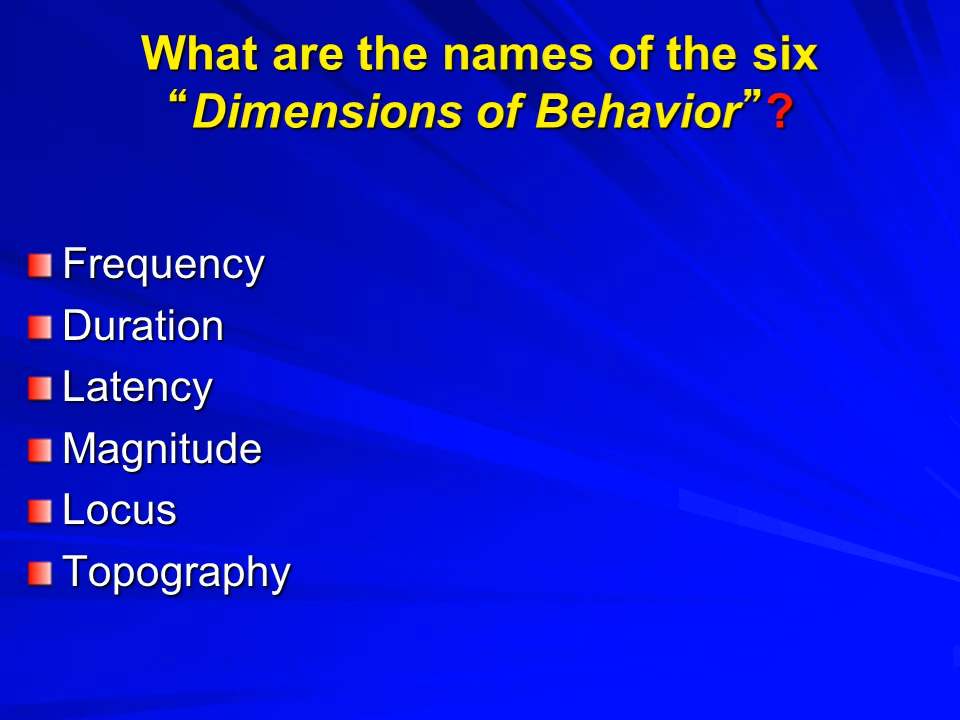 What are the names of the six
“Dimensions of Behavior”?
Frequency
Duration
Latency
Magnitude
Locus
Topography